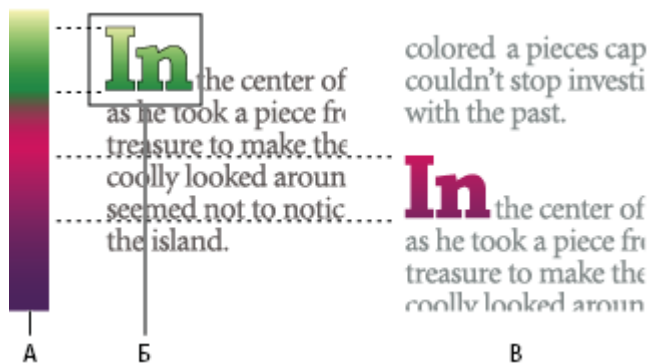 In the center of
as he took a piece fr
treasure to make the
coolly looked aroun
seemed not to notic
the island.
colored a pieces cap
couldn't stop investi
with the past.
In the center of
as he took a piece fr
treasure to make the
coolly looked aroun
А
Б
В